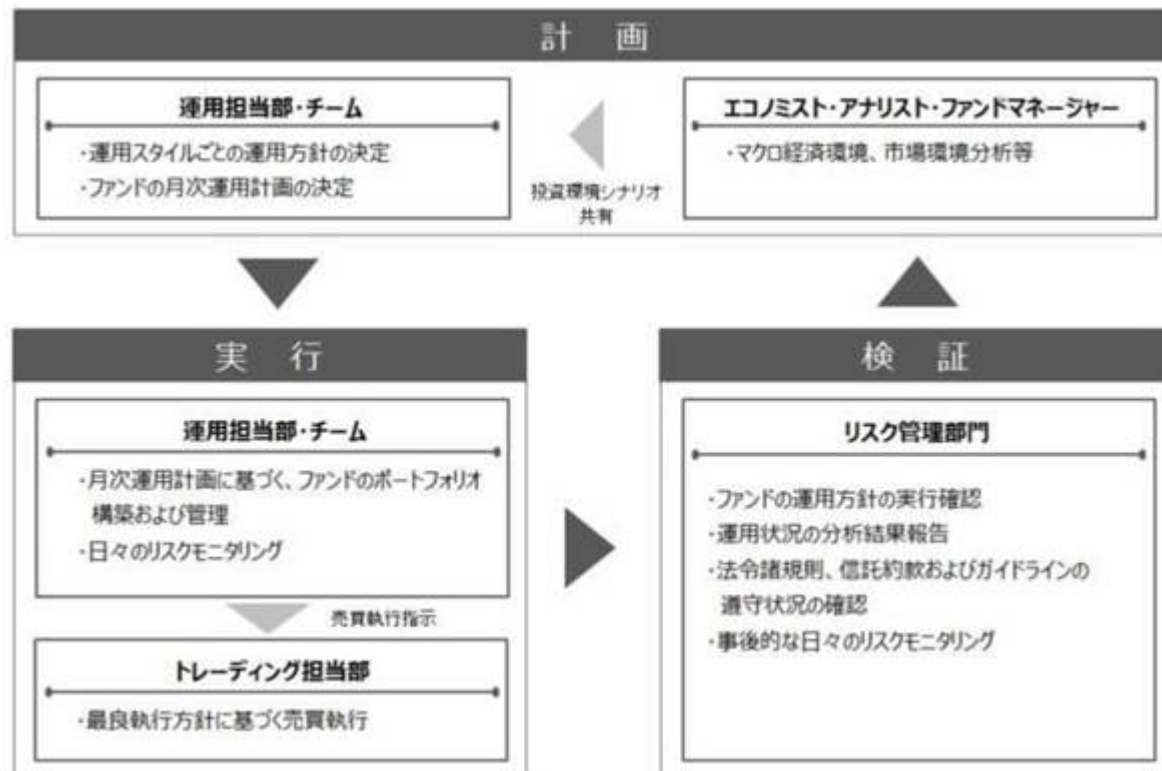 計 画
運用担当部・チーム
・運用スタイルごとの運用方針の決定
・ファンドの月次運用計画の決定
投資環境シナリオ
共有
エコノミスト・アナリスト・ファンドマネージャー
・マクロ経済環境、市場環境分析等
実 行
運用担当部・チーム
・月次運用計画に基づく、ファンドのポートフォリオ
構築および管理
・日々のリスクモニタリング
売買執行指示
トレーディング担当部
・最良執行方針に基づく売買執行
検 証
リスク管理部門
・ファンドの運用方針の実行確認
・運用状況の分析結果報告
・法令諸規則、信託約款およびガイドラインの
遵守状況の確認
・事後的な日々のリスクモニタリング